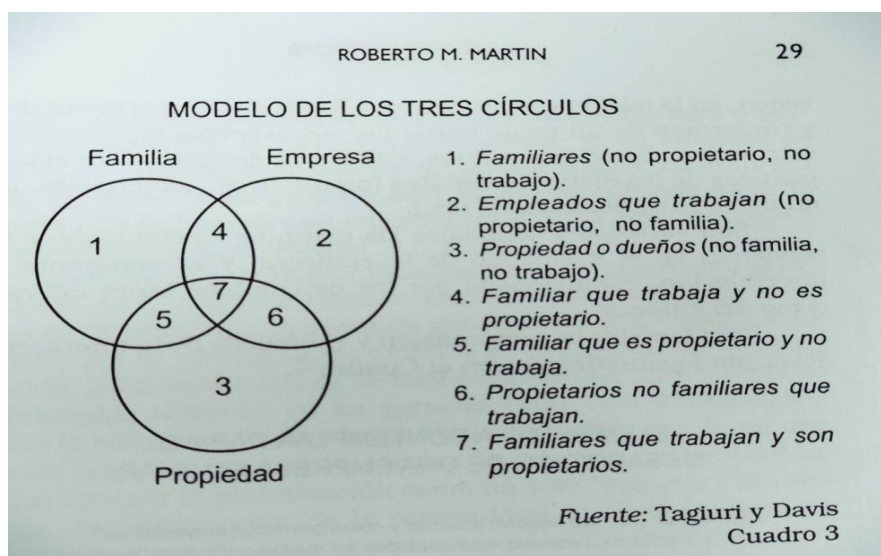 ROBERTO M. MARTIN 29
MODELO DE LOS TRES CÍRCULOS
Familia Empresa
1
4
2
7
5
6
3
Propiedad
1. Familiares (no propietario, no
trabajo).
2. Empleados que trabajan (no
propietario, no familia).
3. Propiedad o dueños (no familia,
no trabajo).
4. Familiar que trabaja y no es
propietario.
5. Familiar que es propietario y no
trabaja.
6. Propietarios no familiares que
trabajan.
7. Familiares que trabajan y son
propietarios.
Fuente: Tagiuri y Davis
Cuadro 3